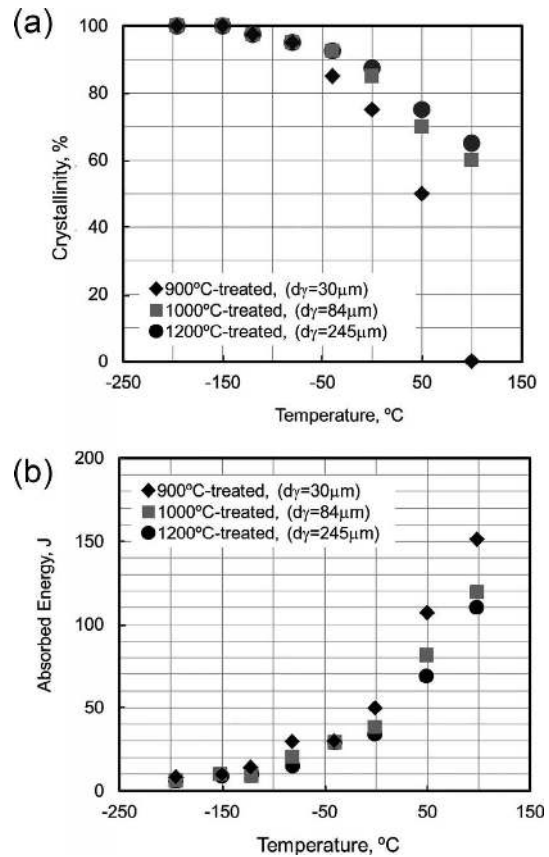 (a)
100
80
60
40
20
0
Crystallinity, %
900ºC-treated, (dγ=30μm)
1000ºC-treated, (dγ=84μm)
1200ºC-treated, (dγ=245μm)
-250 -150 -50 50 150
Temperature, ºC
(b)
200
150
100
50
0
Absorbed Energy, J
900ºC-treated, (dγ=30μm)
1000ºC-treated, (dγ=84μm)
1200ºC-treated, (dγ=245μm)
-250 -150 -50 50 150
Temperature, ºC